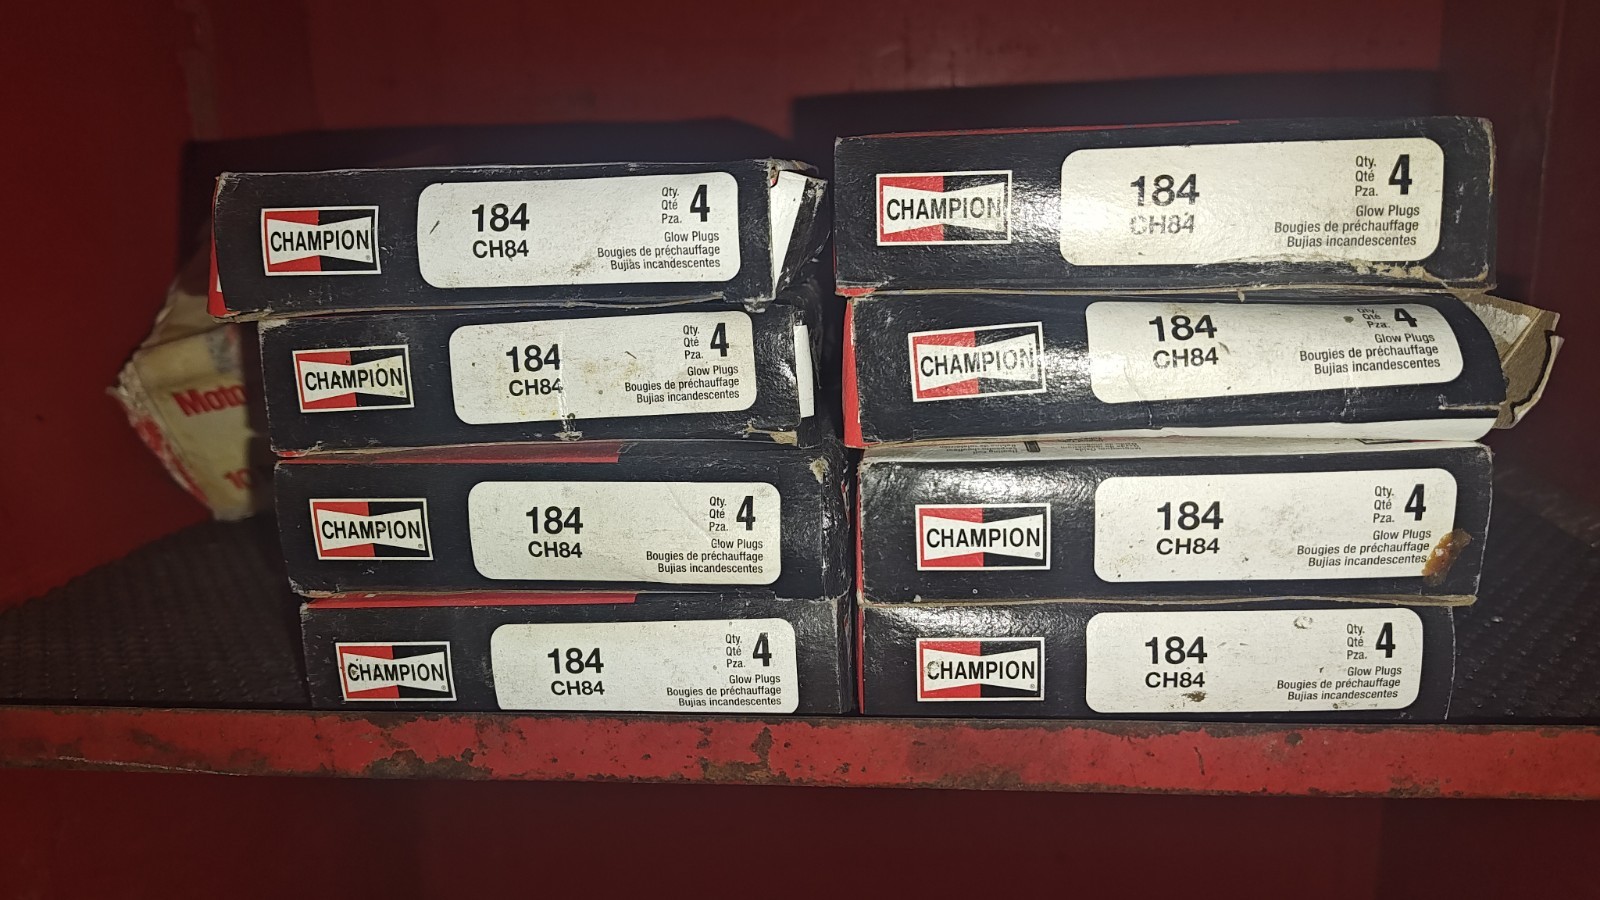 CHAMPION
184
CH84
Qty.
Qté
Pza.
4
Glow Plugs
Bougies de préchauffage
Bujias incandescentes
CHAMPION
184
CH84
Qty.
Qté
Pza.
4
Glow Plugs
Bougies de préchauffage
Bujias incandescentes
CHAMPION
184
CH84
Qty.
Qté
Pza.
4
Glow Plugs
Bougies de préchauffage
Bujias incandescentes
CHAMPION
184
CH84
Qty.
Qté
Pza.
4
Glow Plugs
Bougies de préchauffage
Bujias incandescentes
CHAMPION
184
CH84
Qty.
Qté
Pza.
4
Glow Plugs
Bougies de préchauffage
Bujias incandescentes
CHAMPION
184
CH84
Qty.
Qté
Pza.
4
Glow Plugs
Bougies de préchauffage
Bujias incandescentes
CHAMPION
184
CH84
Qty.
Qté
Pza.
4
Glow Plugs
Bougies de préchauffage
Bujias incandescentes
CHAMPION
184
CH84
Qty.
Qté
Pza.
4
Glow Plugs
Bougies de préchauffage
Bujias incandescentes
Moto
10